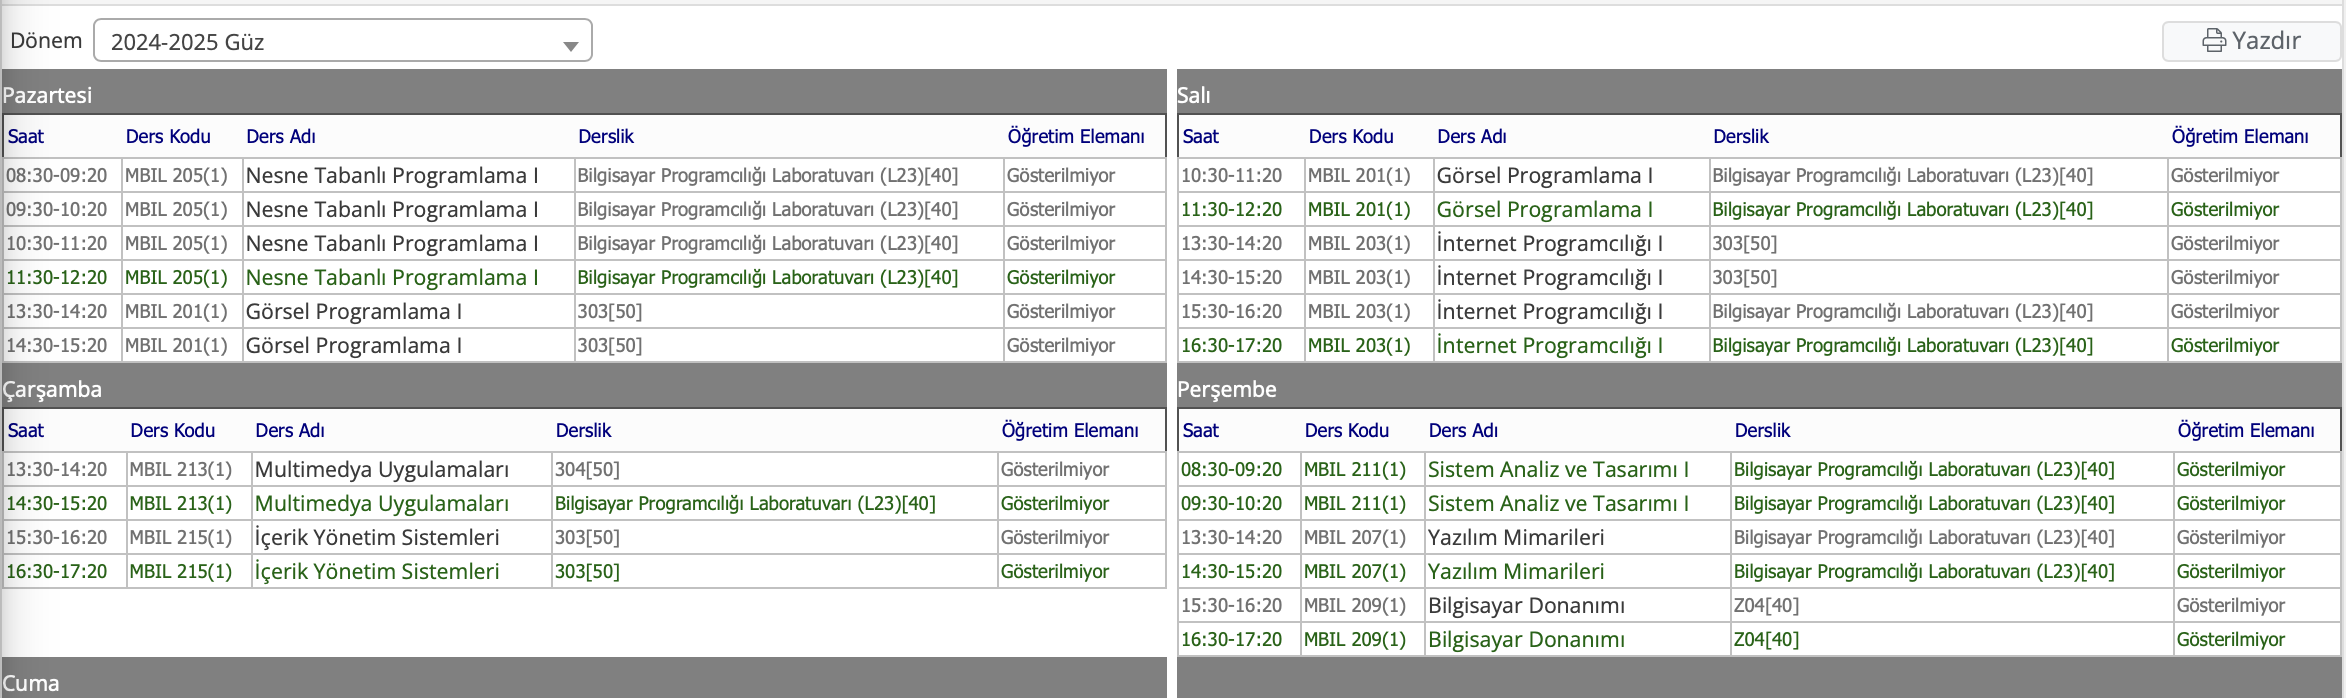 Dönem 2024-2025 Güz Yazdır
Pazartesi
Saat Ders Kodu Ders Adı Derslik Öğretim Elemanı
08:30-09:20 MBIL 205(1) Nesne Tabanlı Programlama I Bilgisayar Programcılığı Laboratuvarı (L23)[40] Gösterilmiyor
09:30-10:20 MBIL 205(1) Nesne Tabanlı Programlama I Bilgisayar Programcılığı Laboratuvarı (L23)[40] Gösterilmiyor
10:30-11:20 MBIL 205(1) Nesne Tabanlı Programlama I Bilgisayar Programcılığı Laboratuvarı (L23)[40] Gösterilmiyor
11:30-12:20 MBIL 205(1) Nesne Tabanlı Programlama I Bilgisayar Programcılığı Laboratuvarı (L23)[40] Gösterilmiyor
13:30-14:20 MBIL 201(1) Görsel Programlama I 303[50] Gösterilmiyor
14:30-15:20 MBIL 201(1) Görsel Programlama I 303[50] Gösterilmiyor
Salı
Saat Ders Kodu Ders Adı Derslik Öğretim Elemanı
10:30-11:20 MBIL 201(1) Görsel Programlama I Bilgisayar Programcılığı Laboratuvarı (L23)[40] Gösterilmiyor
11:30-12:20 MBIL 201(1) Görsel Programlama I Bilgisayar Programcılığı Laboratuvarı (L23)[40] Gösterilmiyor
13:30-14:20 MBIL 203(1) İnternet Programcılığı I 303[50] Gösterilmiyor
14:30-15:20 MBIL 203(1) İnternet Programcılığı I 303[50] Gösterilmiyor
15:30-16:20 MBIL 203(1) İnternet Programcılığı I Bilgisayar Programcılığı Laboratuvarı (L23)[40] Gösterilmiyor
16:30-17:20 MBIL 203(1) İnternet Programcılığı I Bilgisayar Programcılığı Laboratuvarı (L23)[40] Gösterilmiyor
Çarşamba
Saat Ders Kodu Ders Adı Derslik Öğretim Elemanı
13:30-14:20 MBIL 213(1) Multimedya Uygulamaları 304[50] Gösterilmiyor
14:30-15:20 MBIL 213(1) Multimedya Uygulamaları Bilgisayar Programcılığı Laboratuvarı (L23)[40] Gösterilmiyor
15:30-16:20 MBIL 215(1) İçerik Yönetim Sistemleri 303[50] Gösterilmiyor
16:30-17:20 MBIL 215(1) İçerik Yönetim Sistemleri 303[50] Gösterilmiyor
Perşembe
Saat Ders Kodu Ders Adı Derslik Öğretim Elemanı
08:30-09:20 MBIL 211(1) Sistem Analiz ve Tasarımı I Bilgisayar Programcılığı Laboratuvarı (L23)[40] Gösterilmiyor
09:30-10:20 MBIL 211(1) Sistem Analiz ve Tasarımı I Bilgisayar Programcılığı Laboratuvarı (L23)[40] Gösterilmiyor
13:30-14:20 MBIL 207(1) Yazılım Mimarileri Bilgisayar Programcılığı Laboratuvarı (L23)[40] Gösterilmiyor
14:30-15:20 MBIL 207(1) Yazılım Mimarileri Bilgisayar Programcılığı Laboratuvarı (L23)[40] Gösterilmiyor
15:30-16:20 MBIL 209(1) Bilgisayar Donanımı Z04[40] Gösterilmiyor
16:30-17:20 MBIL 209(1) Bilgisayar Donanımı Z04[40] Gösterilmiyor
Cuma